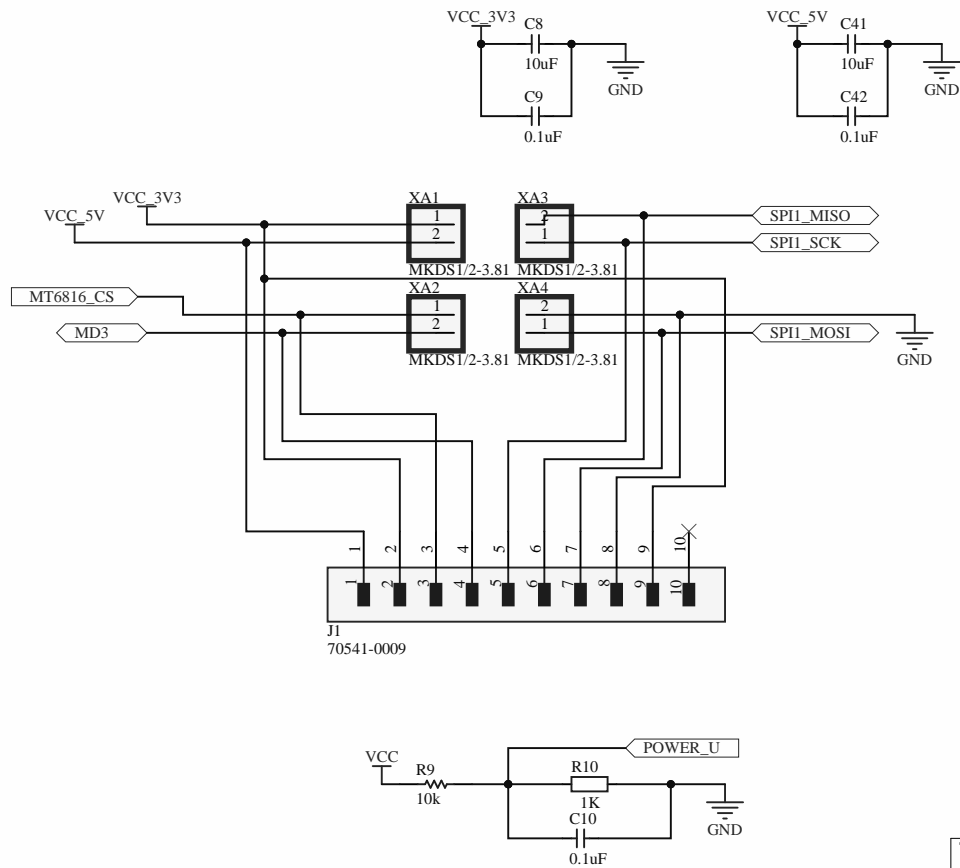 VCC_3V3
C8
10uF
GND
C9
0.1uF
VCC_5V
C41
10uF
GND
C42
0.1uF
VCC_3V3
VCC_5V
XA1
1
2
MKDS1/2-3.81
XA3
2
1
MKDS1/2-3.81
SPI1_MISO
SPI1_SCK
MT6816_CS
MD3
XA2
1
2
MKDS1/2-3.81
XA4
2
1
MKDS1/2-3.81
SPI1_MOSI
GND
1 2 3 4 5 6 7 8 9 10
1 2 3 4 5 6 7 8 9 10
J1
70541-0009
VCC
R9
10k
POWER_U
R10
1K
C10
0.1uF
GND